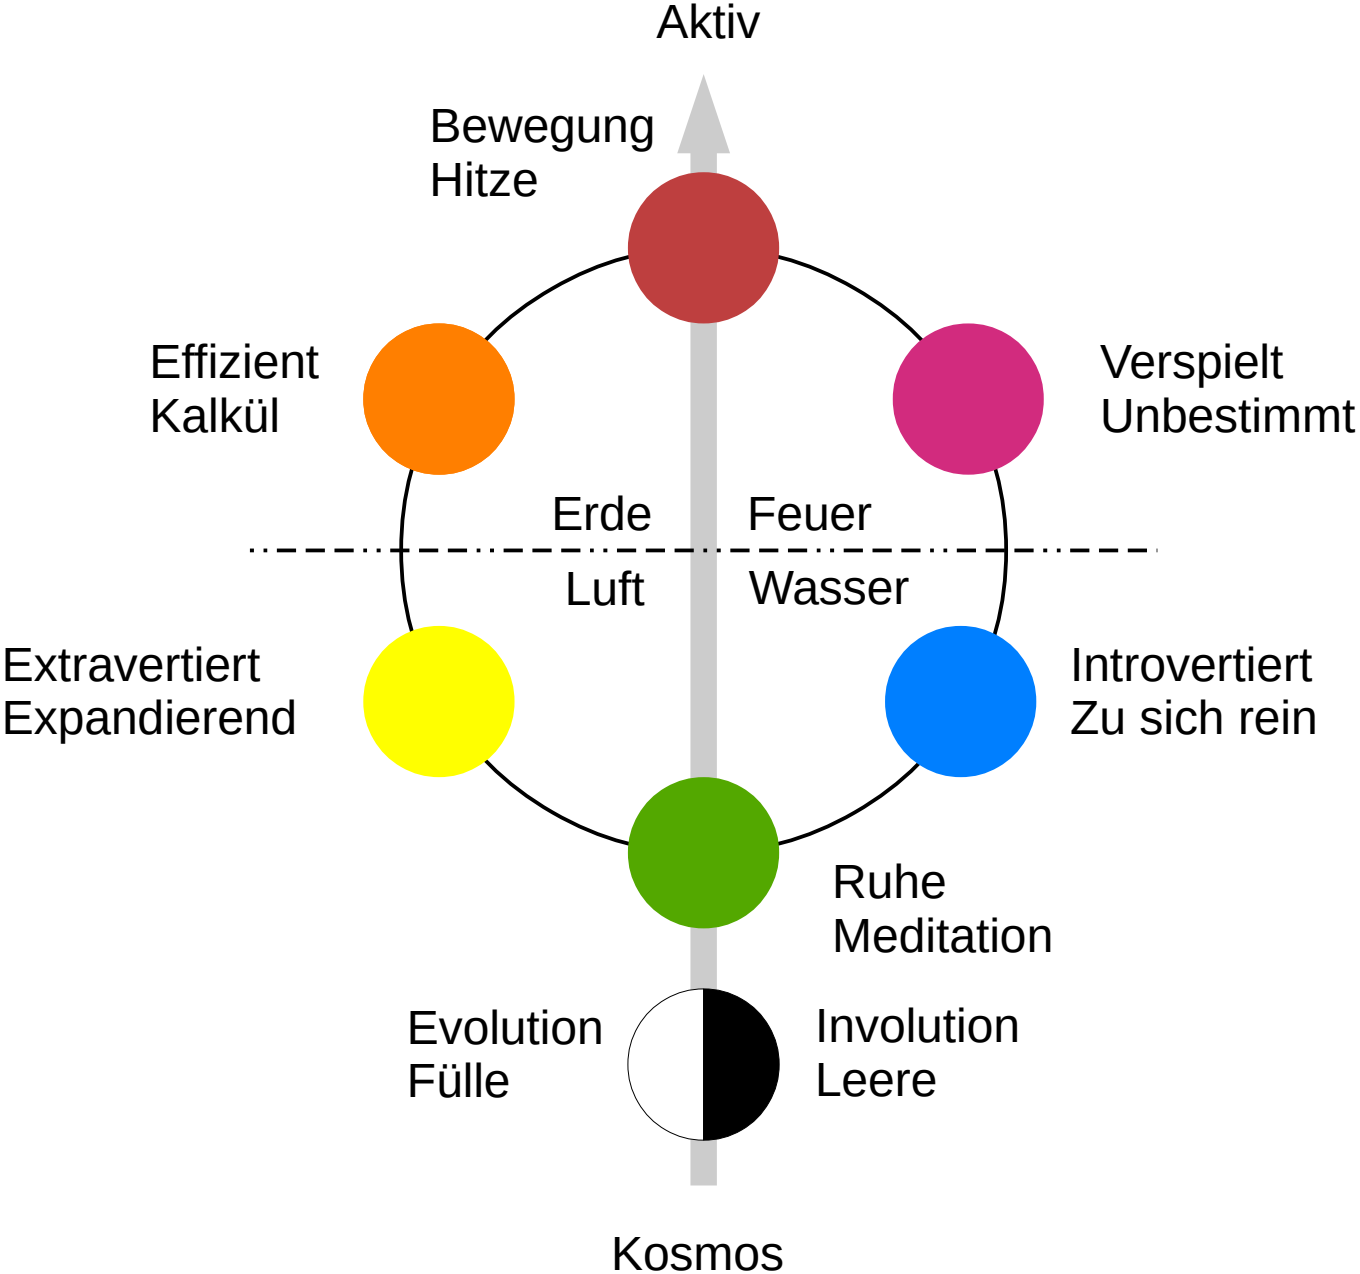 Aktiv
Bewegung
Hitze
Effizient
Kalkül
Verspielt
Unbestimmt
Erde
Feuer
Luft
Wasser
Extravertiert
Expandierend
Introvertiert
Zu sich rein
Ruhe
Meditation
Evolution
Fülle
Involution
Leere
Kosmos